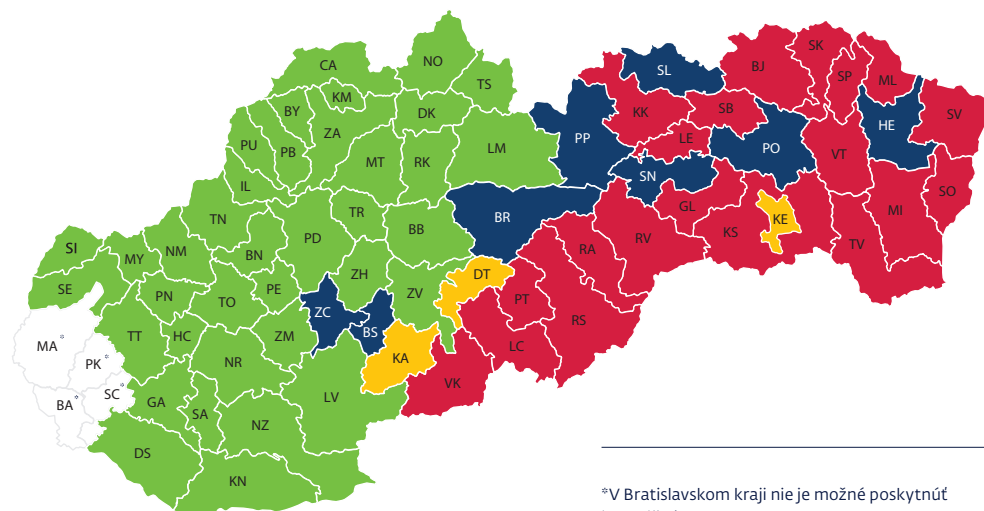 CA
NO
TS
KM
BY
DK
ZA
PU
PB
MT
RK
LM
IL
TN
TR
SI
MY
NM
BN
PD
BB
SE
PN
TO
PE
ZH
ZV
TT
HC
ZM
NR
MA*
PK*
SC*
BA*
GA
SA
LV
NZ
DS
KN
SL
BJ
SK
SP
ML
SV
KK
SB
HE
PP
LE
PO
VT
SN
SO
BR
GL
KE
MI
RA
RV
KS
TV
DT
PT
RS
ZC
BS
KA
LC
VK
*V Bratislavskom kraji nie je možné poskytnúť